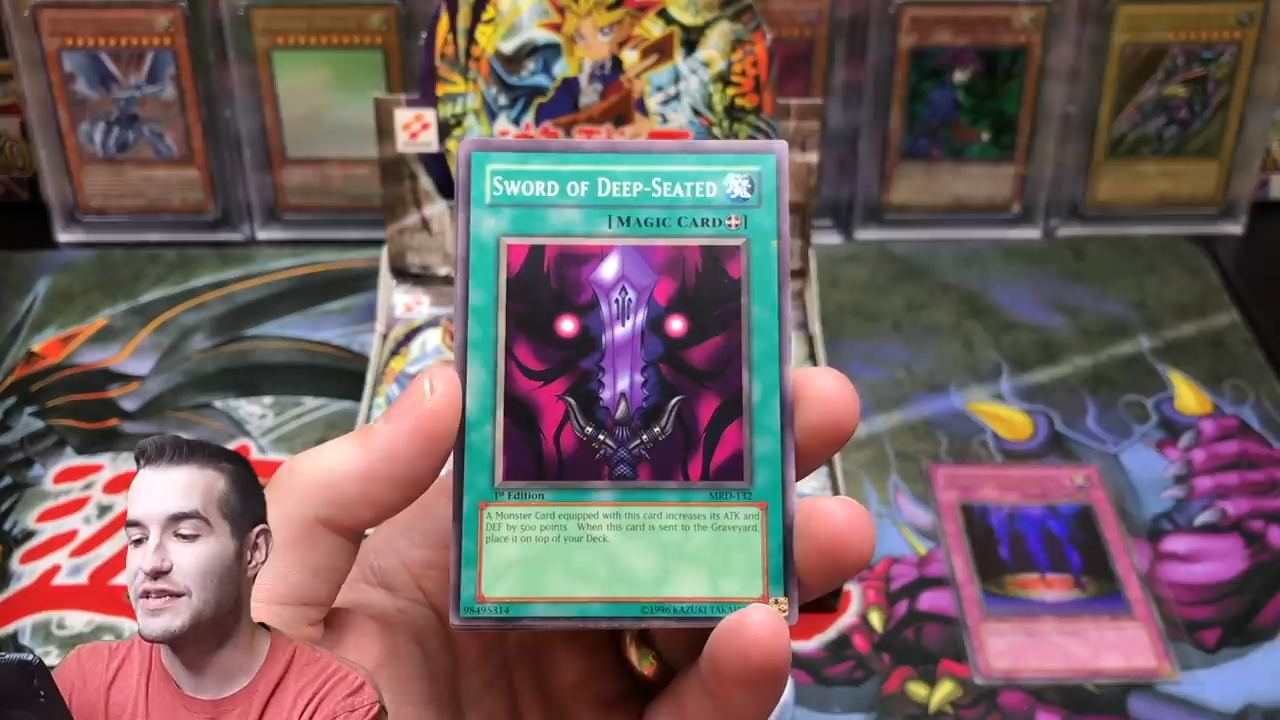 SWORD OF DEEP-SEATED
[MAGIC CARD]
1st Edition
MRD-132
A Monster Card equipped with this card increases its ATK and
DEF by 500 points. When this card is sent to the Graveyard,
place it on top of your Deck.
98495314
©1996 KAZUKI